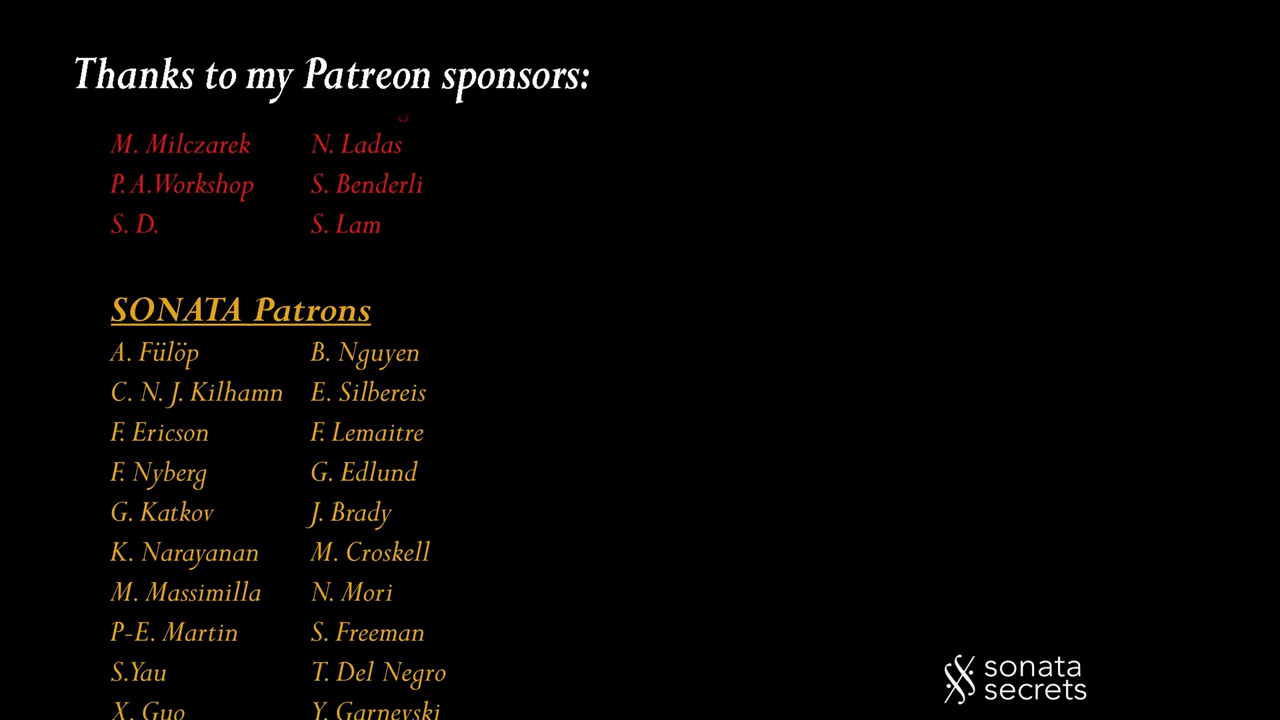 Thanks to my Patreon sponsors:
M. Milczarek N. Ladas
P. A.Workshop S. Benderli
S. D. S. Lam
SONATA Patrons
A. Fülöp B. Nguyen
C. N. J. Kilhamn E. Silbereis
F. Ericson F. Lemaitre
F. Nyberg G. Edlund
G. Katkov J. Brady
K. Narayanan M. Croskell
M. Massimilla N. Mori
P-E. Martin S. Freeman
S.Yau T. Del Negro
X. Guo Y. Garnevski
sonata
secrets